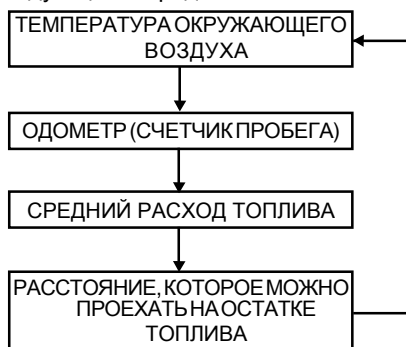 ТЕМПЕРАТУРА ОКРУЖАЮЩЕГО
ВОЗДУХА
ОДОМЕТР (СЧЕТЧИК ПРОБЕГА)
СРЕДНИЙ РАСХОД ТОПЛИВА
РАССТОЯНИЕ, КОТОРОЕ МОЖНО
ПРОЕХАТЬ НА ОСТАТКЕ
ТОПЛИВА